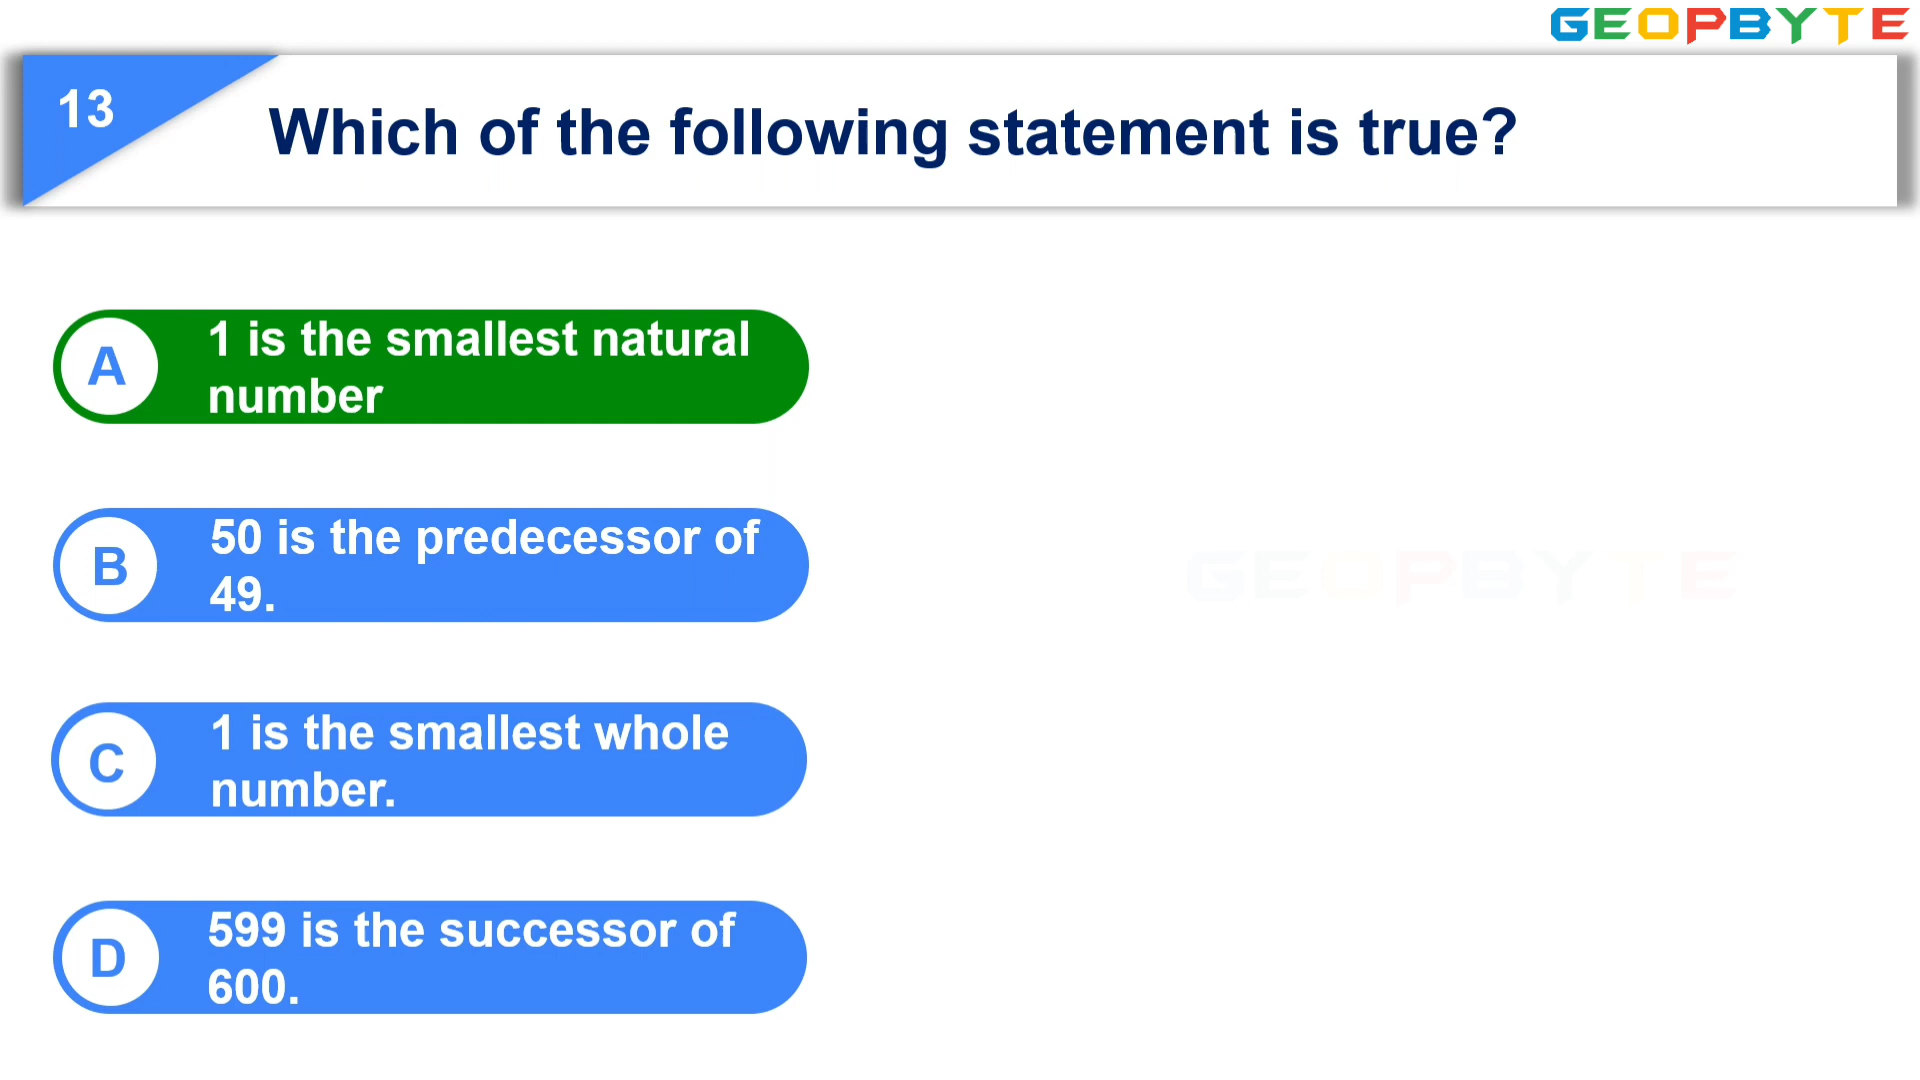 GEOPBYTE
13
Which of the following statement is true?
A
1 is the smallest natural
number
B
50 is the predecessor of
49.
GEOPBYTE
C
1 is the smallest whole
number.
D
599 is the successor of
600.